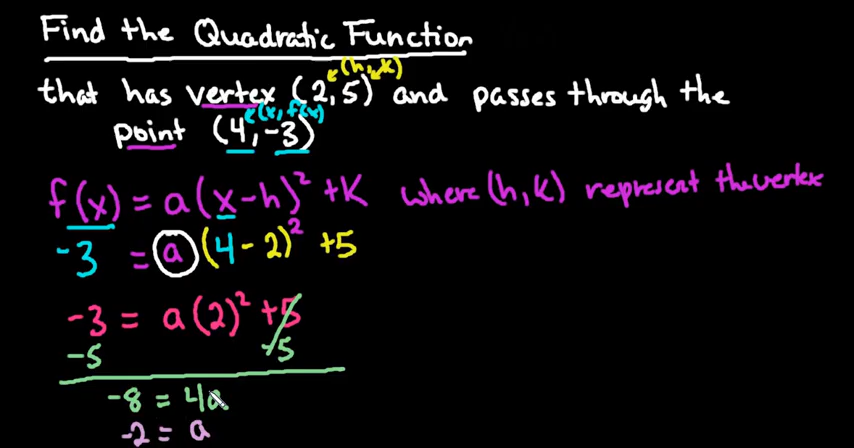 Find the Quadratic Function
(h, k)
that has vertex (2, 5) and passes through the
(x, f(x))
point (4, -3)
f(x) = a(x-h)² + K where (h, k) represent the vertex
-3 = a (4 - 2)² +5
-3 = a (2)² +5
-5 -5
-8 = 4a
-2 = a